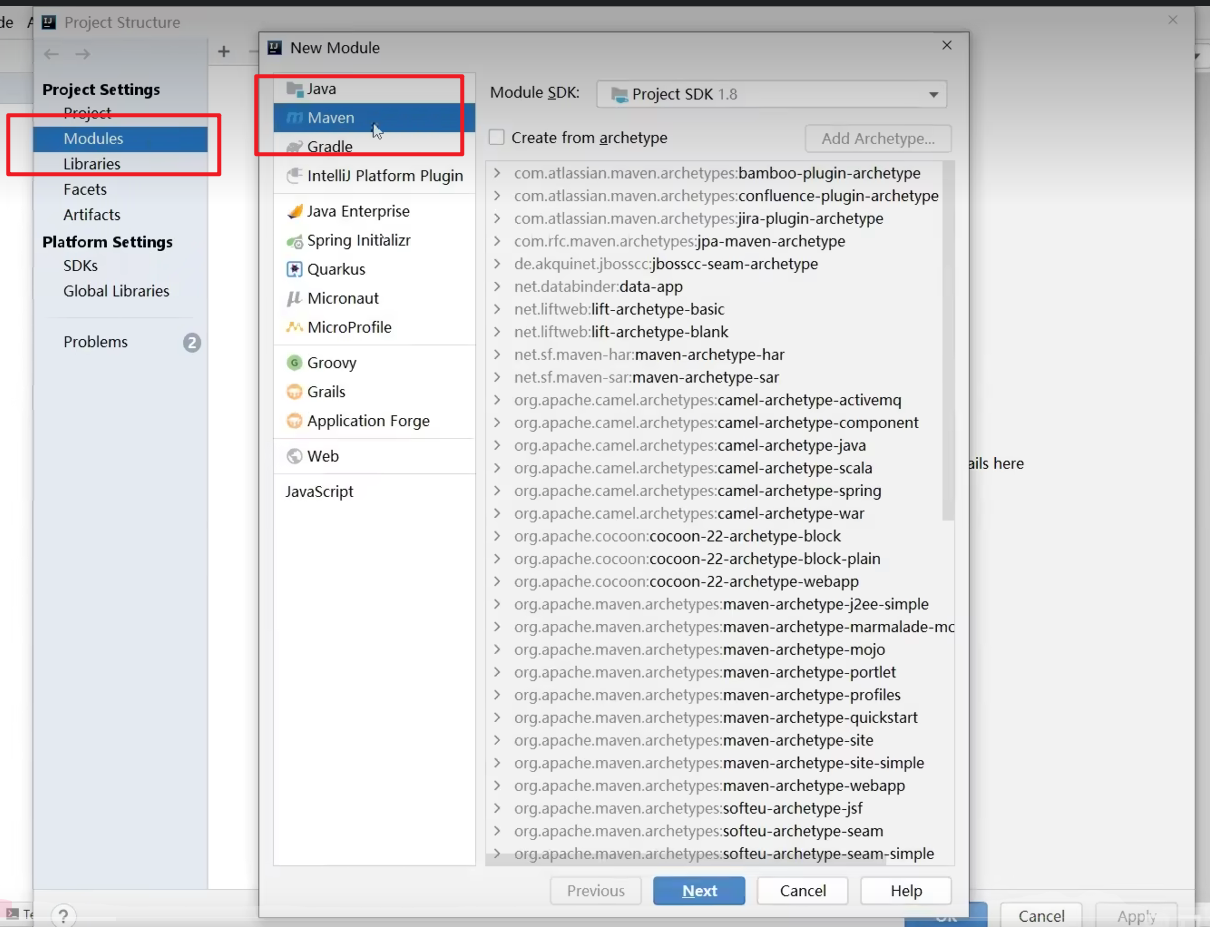 Project Structure
Project Settings
Project
Modules
Libraries
Facets
Artifacts
Platform Settings
SDKs
Global Libraries
Problems
2
New Module
Java
Maven
Gradle
IntelliJ Platform Plugin
Java Enterprise
Spring Initializr
Quarkus
Micronaut
MicroProfile
Groovy
Grails
Application Forge
Web
JavaScript
Module SDK:
Project SDK 1.8
Create from archetype
Add Archetype...
com.atlassian.maven.archetypes:bamboo-plugin-archetype
com.atlassian.maven.archetypes:confluence-plugin-archetype
com.atlassian.maven.archetypes:jira-plugin-archetype
com.rfc.maven.archetypes:jpa-maven-archetype
de.akquinet.jbosscc:jbosscc-seam-archetype
net.databinder:data-app
net.liftweb:lift-archetype-basic
net.liftweb:lift-archetype-blank
net.sf.maven-har:maven-archetype-har
net.sf.maven-sar:maven-archetype-sar
org.apache.camel.archetypes:camel-archetype-activemq
org.apache.camel.archetypes:camel-archetype-component
org.apache.camel.archetypes:camel-archetype-java
org.apache.camel.archetypes:camel-archetype-scala
org.apache.camel.archetypes:camel-archetype-spring
org.apache.camel.archetypes:camel-archetype-war
org.apache.cocoon:cocoon-22-archetype-block
org.apache.cocoon:cocoon-22-archetype-block-plain
org.apache.cocoon:cocoon-22-archetype-webapp
org.apache.maven.archetypes:maven-archetype-j2ee-simple
org.apache.maven.archetypes:maven-archetype-marmalade-mo
org.apache.maven.archetypes:maven-archetype-mojo
org.apache.maven.archetypes:maven-archetype-portlet
org.apache.maven.archetypes:maven-archetype-profiles
org.apache.maven.archetypes:maven-archetype-quickstart
org.apache.maven.archetypes:maven-archetype-site
org.apache.maven.archetypes:maven-archetype-site-simple
org.apache.maven.archetypes:maven-archetype-webapp
org.apache.maven.archetypes:softeu-archetype-jsf
org.apache.maven.archetypes:softeu-archetype-seam
org.apache.maven.archetypes:softeu-archetype-seam-simple
ails here
Previous
Next
Cancel
Help
?
OK
Cancel
Apply